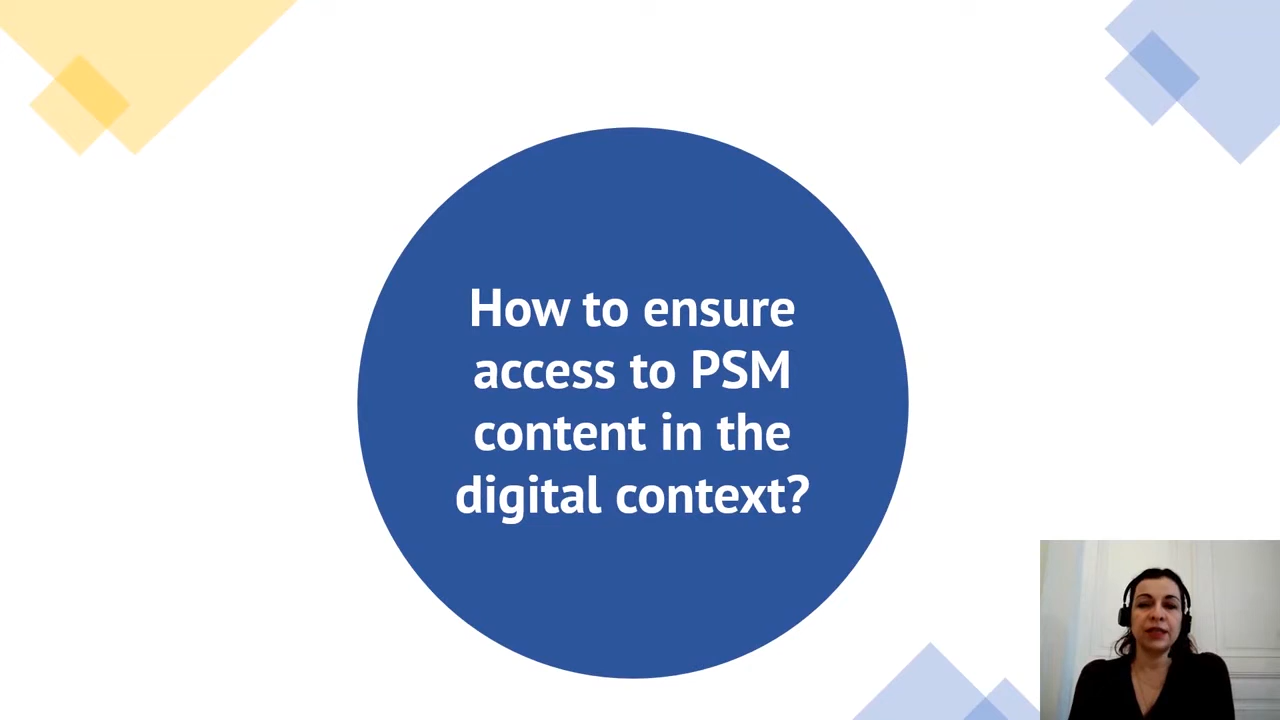 How to ensure
access to PSM
content in the
digital context?